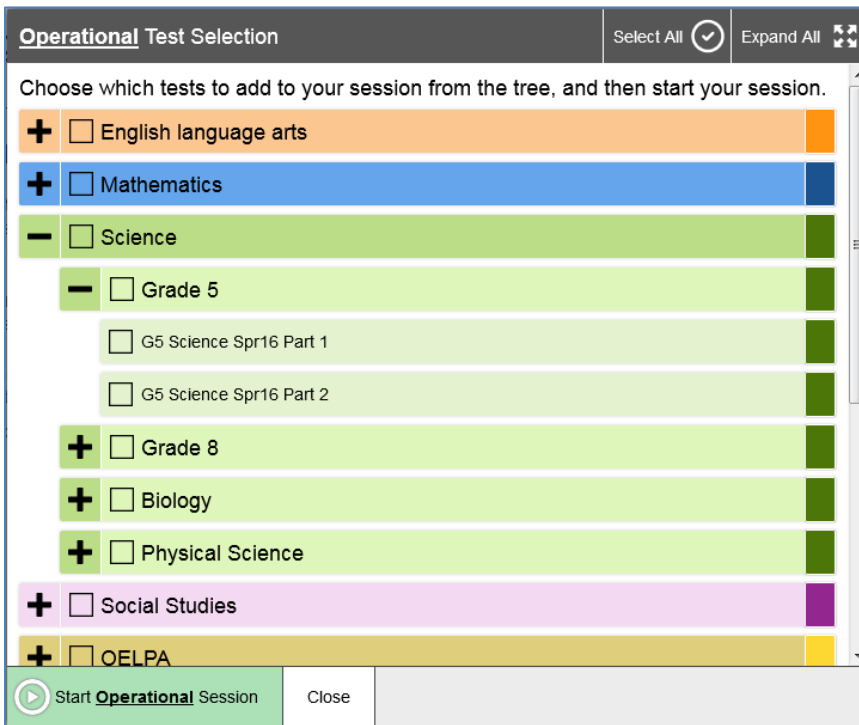 Operational Test Selection
Select All
Expand All
Choose which tests to add to your session from the tree, and then start your session.
English language arts
Mathematics
Science
Grade 5
G5 Science Spr16 Part 1
G5 Science Spr16 Part 2
Grade 8
Biology
Physical Science
Social Studies
OELPA
Start Operational Session
Close